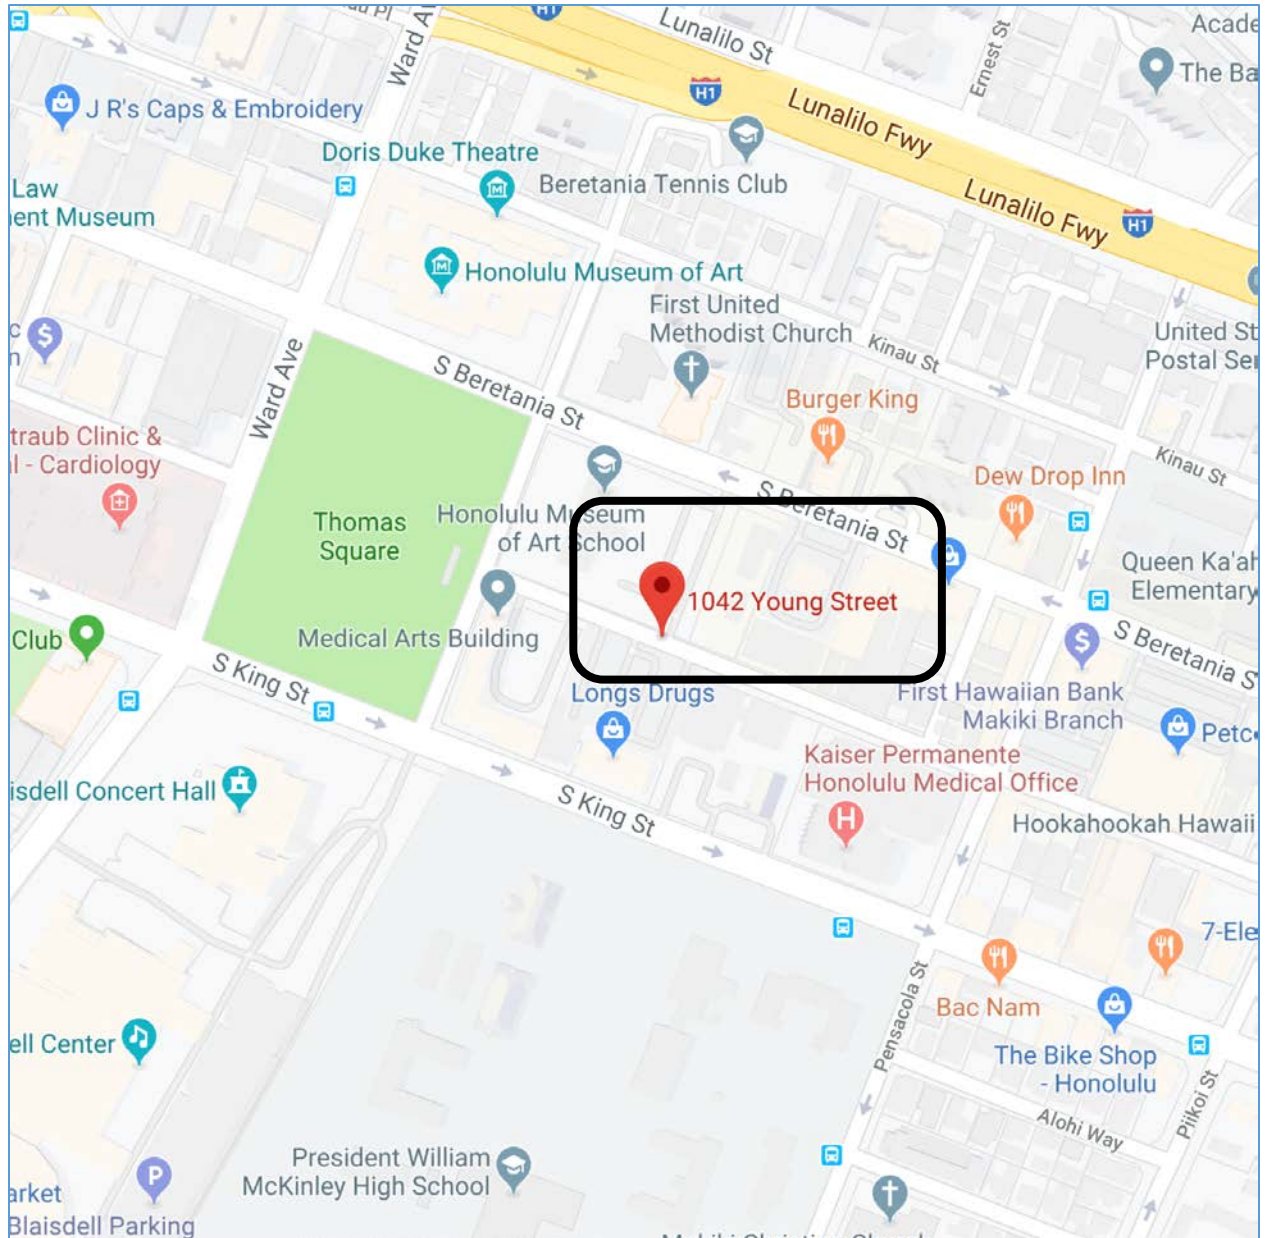 Lunalilo St
Ward Av
H1
Ernest St
Acade
The Ba
H1
J R's Caps & Embroidery
Lunalilo Fwy
Doris Duke Theatre
Beretania Tennis Club
Law
ent Museum
Lunalilo Fwy
H1
Honolulu Museum of Art
First United
Methodist Church
Kinau St
United St
Postal Ser
Ward Ave
S Beretania St
Burger King
traub Clinic &
l - Cardiology
Kinau St
Dew Drop Inn
S Beretania St
Thomas
Square
Honolulu Museum
of Art School
Queen Ka'ah
Elementary
1042 Young Street
Medical Arts Building
Club
S King St
S Beretania S
Longs Drugs
First Hawaiian Bank
Makiki Branch
Petc
Kaiser Permanente
Honolulu Medical Office
H
isdell Concert Hall
S King St
Hookahookah Hawaii
7-Ele
Pensacola St
Bac Nam
ell Center
The Bike Shop
- Honolulu
Alohi Way
Piikoi St
President William
McKinley High School
P
arket
Blaisdell Parking